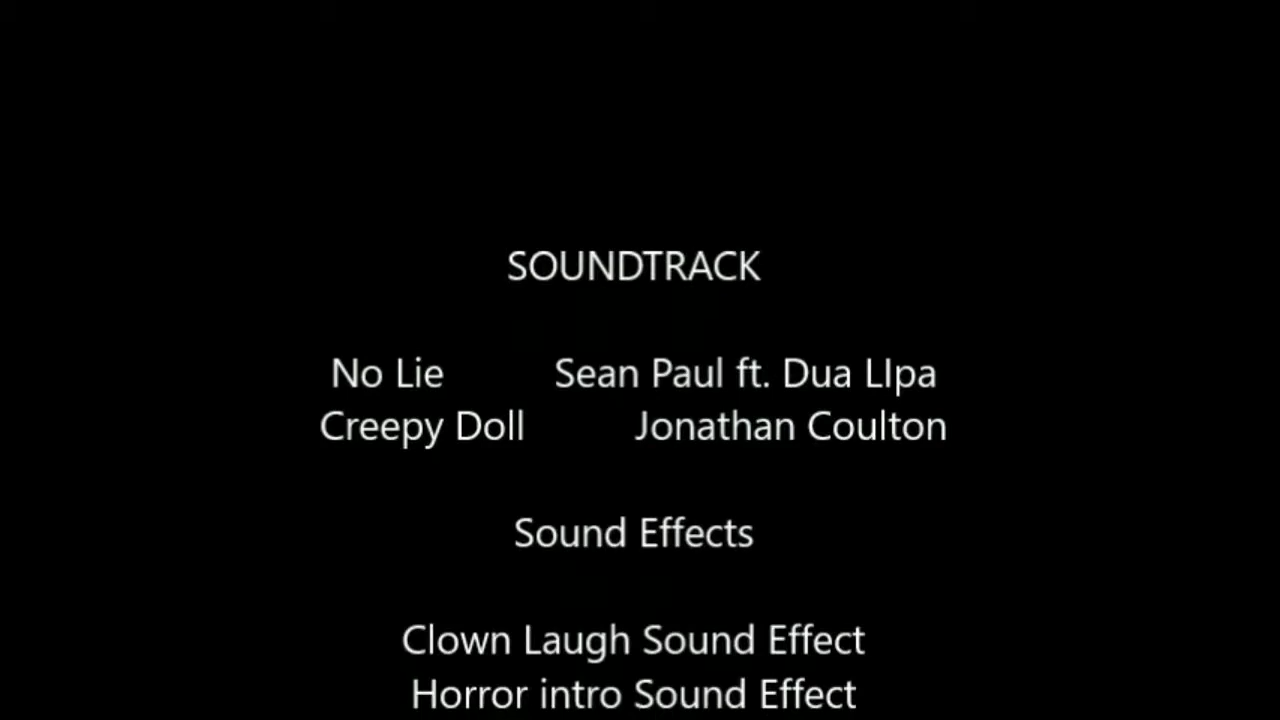 SOUNDTRACK
No Lie Sean Paul ft. Dua LIpa
Creepy Doll Jonathan Coulton
Sound Effects
Clown Laugh Sound Effect
Horror intro Sound Effect